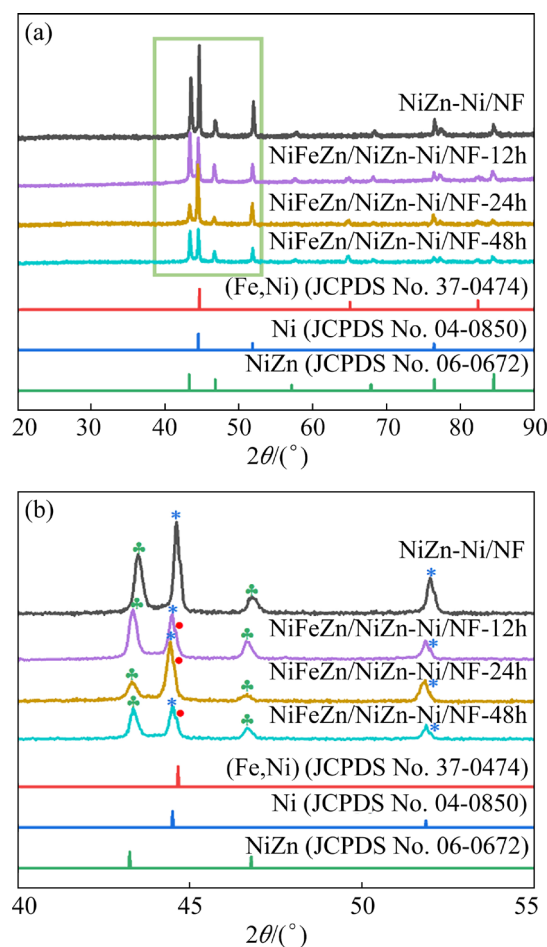 (a)
NiZn-Ni/NF
NiFeZn/NiZn-Ni/NF-12h
NiFeZn/NiZn-Ni/NF-24h
NiFeZn/NiZn-Ni/NF-48h
(Fe,Ni) (JCPDS No. 37-0474)
Ni (JCPDS No. 04-0850)
NiZn (JCPDS No. 06-0672)
20 30 40 50 60 70 80 90
2θ/(°)
(b)
NiZn-Ni/NF
NiFeZn/NiZn-Ni/NF-12h
NiFeZn/NiZn-Ni/NF-24h
NiFeZn/NiZn-Ni/NF-48h
(Fe,Ni) (JCPDS No. 37-0474)
Ni (JCPDS No. 04-0850)
NiZn (JCPDS No. 06-0672)
40 45 50 55
2θ/(°)